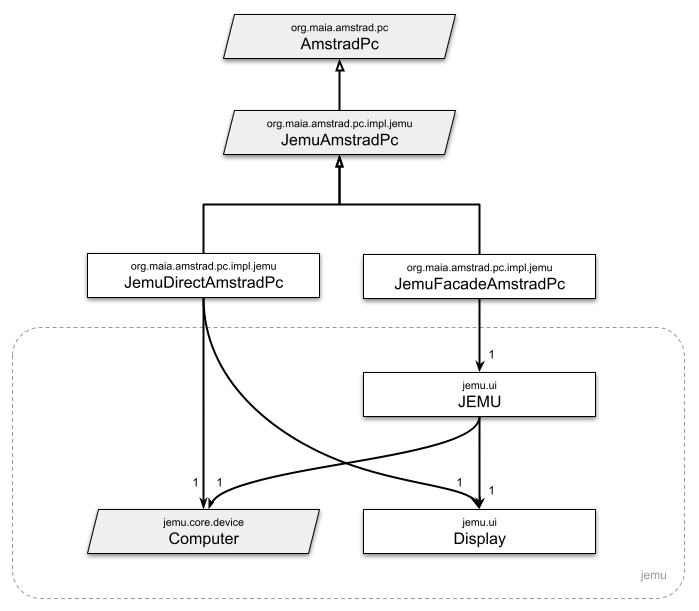 org.maia.amstrad.pc
AmstradPc
org.maia.amstrad.pc.impl.jemu
JemuAmstradPc
org.maia.amstrad.pc.impl.jemu
JemuDirectAmstradPc
org.maia.amstrad.pc.impl.jemu
JemuFacadeAmstradPc
1
jemu.ui
JEMU
1
1
1
1
jemu.core.device
Computer
jemu.ui
Display
jemu